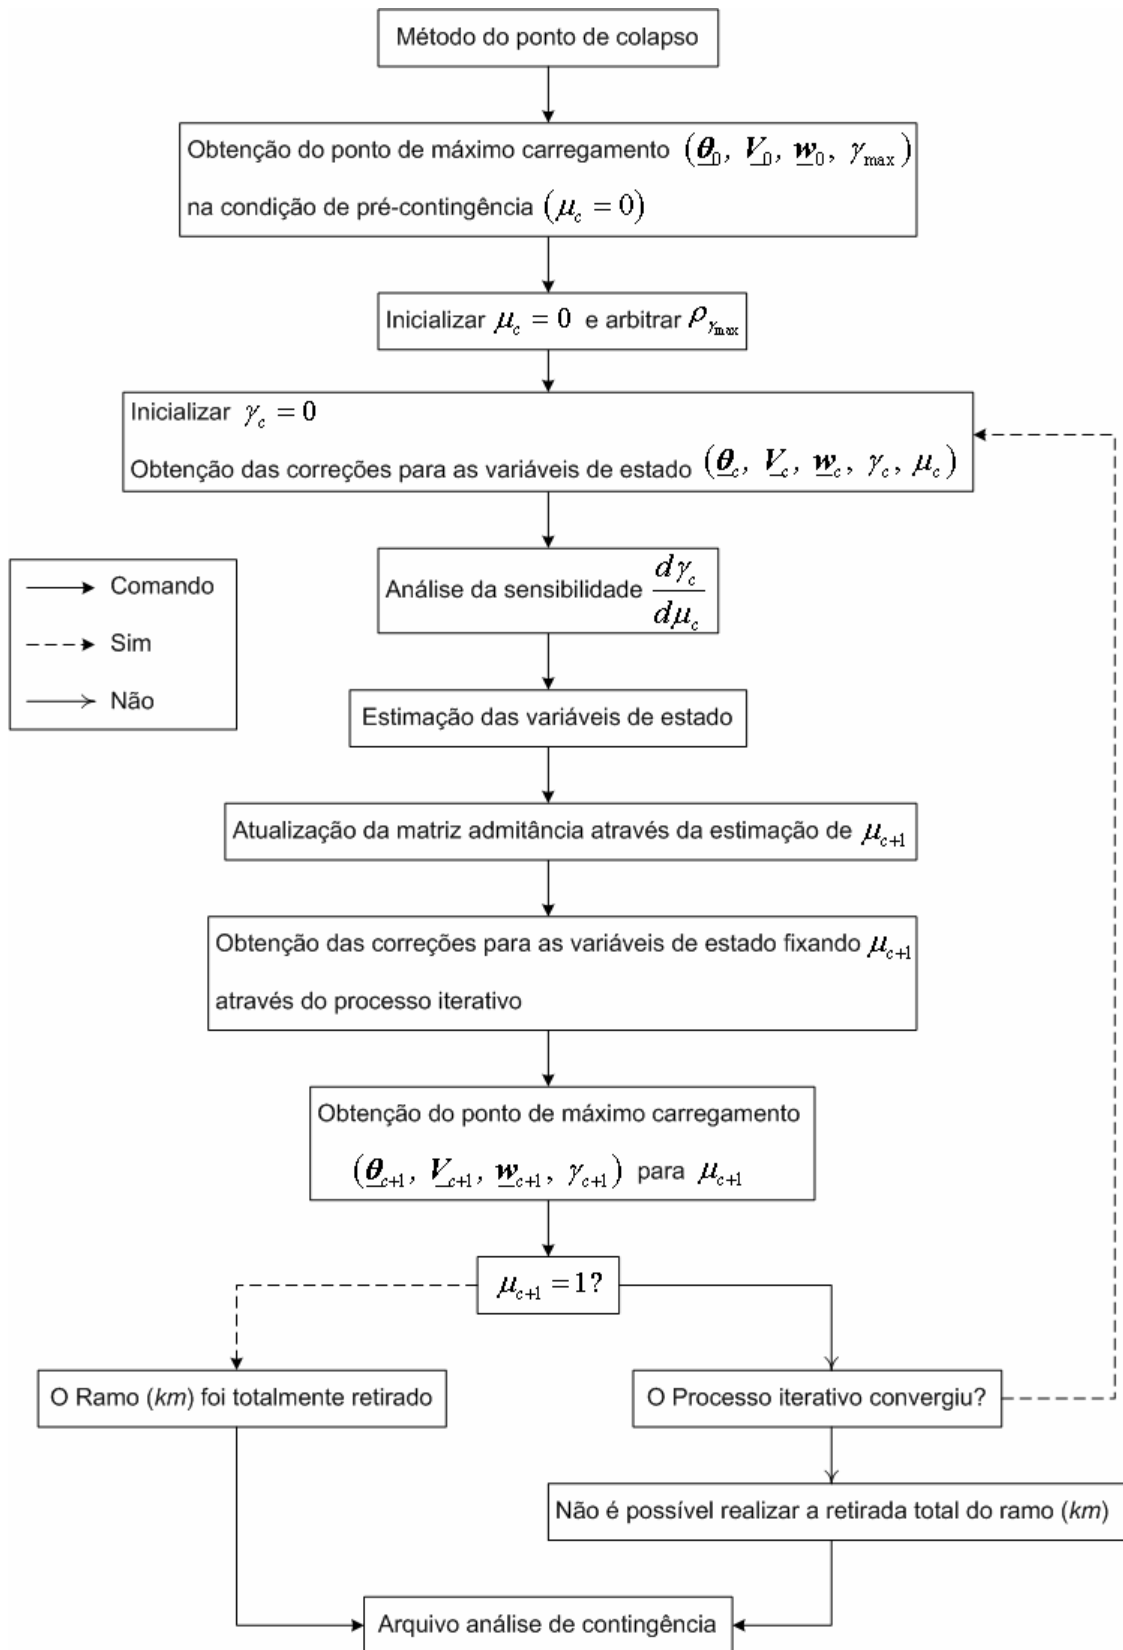 Método do ponto de colapso
Obtenção do ponto de máximo carregamento (θ₀, V₀, w₀, γmax)
na condição de pré-contingência (μc = 0)
Inicializar μc = 0 e arbitrar ργmax
Inicializar γc = 0
Obtenção das correções para as variáveis de estado (θc, Vc, wc, γc, μc)
Análise da sensibilidade dγc/dμc
Comando
Sim
Não
Estimação das variáveis de estado
Atualização da matriz admitância através da estimação de μc+1
Obtenção das correções para as variáveis de estado fixando μc+1
através do processo iterativo
Obtenção do ponto de máximo carregamento
(θc+1, Vc+1, wc+1, γc+1) para μc+1
μc+1 = 1?
O Ramo (km) foi totalmente retirado
O Processo iterativo convergiu?
Não é possível realizar a retirada total do ramo (km)
Arquivo análise de contingência